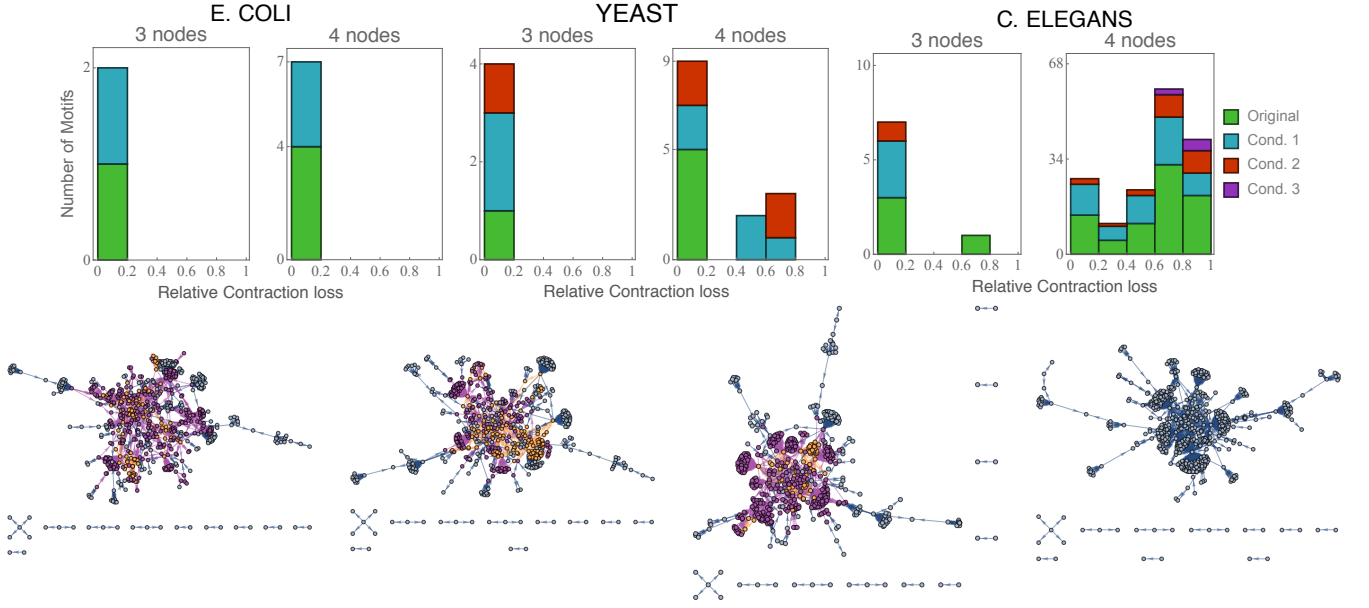 E. COLI
YEAST
C. ELEGANS
3 nodes
4 nodes
3 nodes
4 nodes
3 nodes
4 nodes
Number of Motifs
2
0
7
4
0
4
2
0
9
5
0
10
5
0
68
34
0
Original
Cond. 1
Cond. 2
Cond. 3
0 0.2 0.4 0.6 0.8 1
0 0.2 0.4 0.6 0.8 1
0 0.2 0.4 0.6 0.8 1
0 0.2 0.4 0.6 0.8 1
0 0.2 0.4 0.6 0.8 1
0 0.2 0.4 0.6 0.8 1
Relative Contraction loss
Relative Contraction loss
Relative Contraction loss